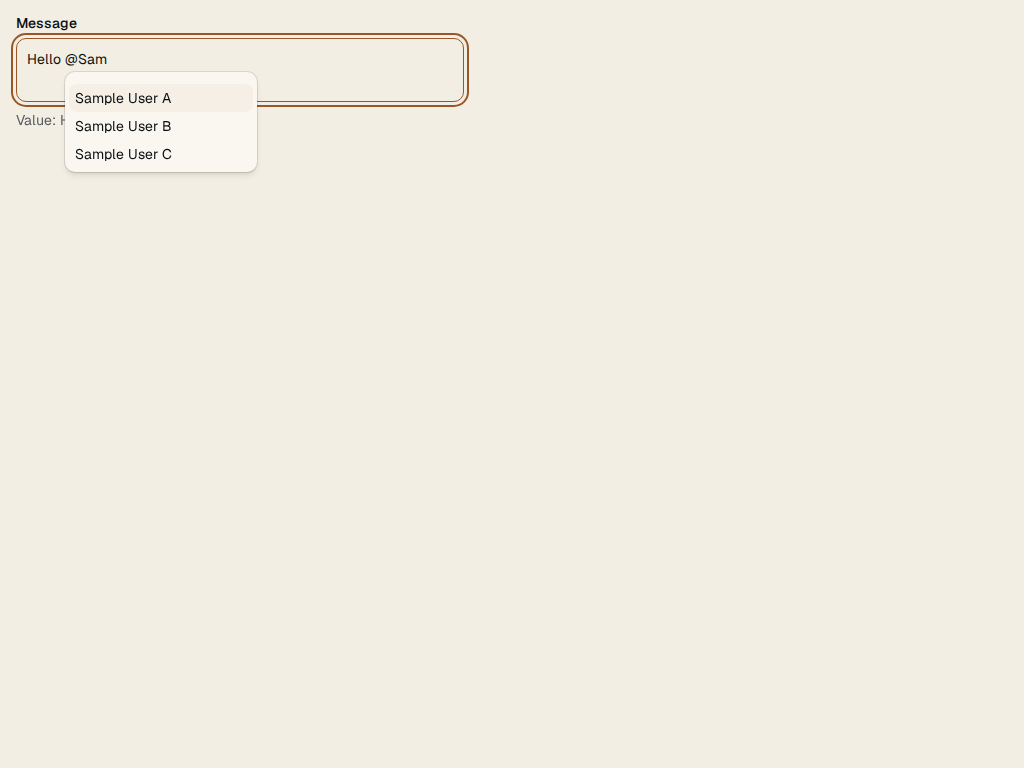 Message
Hello @Sam
Sample User A
Sample User B
Sample User C
Value: